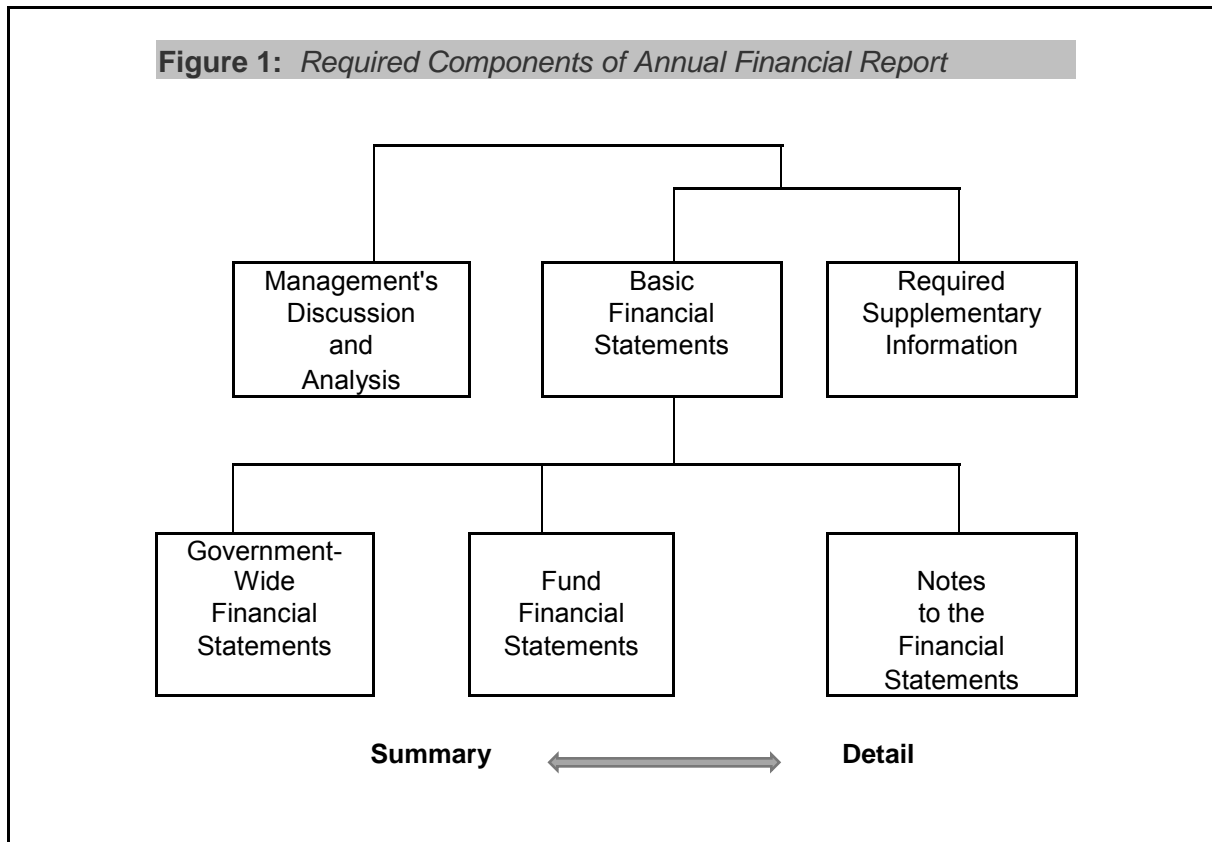 Figure 1: Required Components of Annual Financial Report
Management's
Discussion
and
Analysis
Basic
Financial
Statements
Required
Supplementary
Information
Government-
Wide
Financial
Statements
Fund
Financial
Statements
Notes
to the
Financial
Statements
Summary
Detail